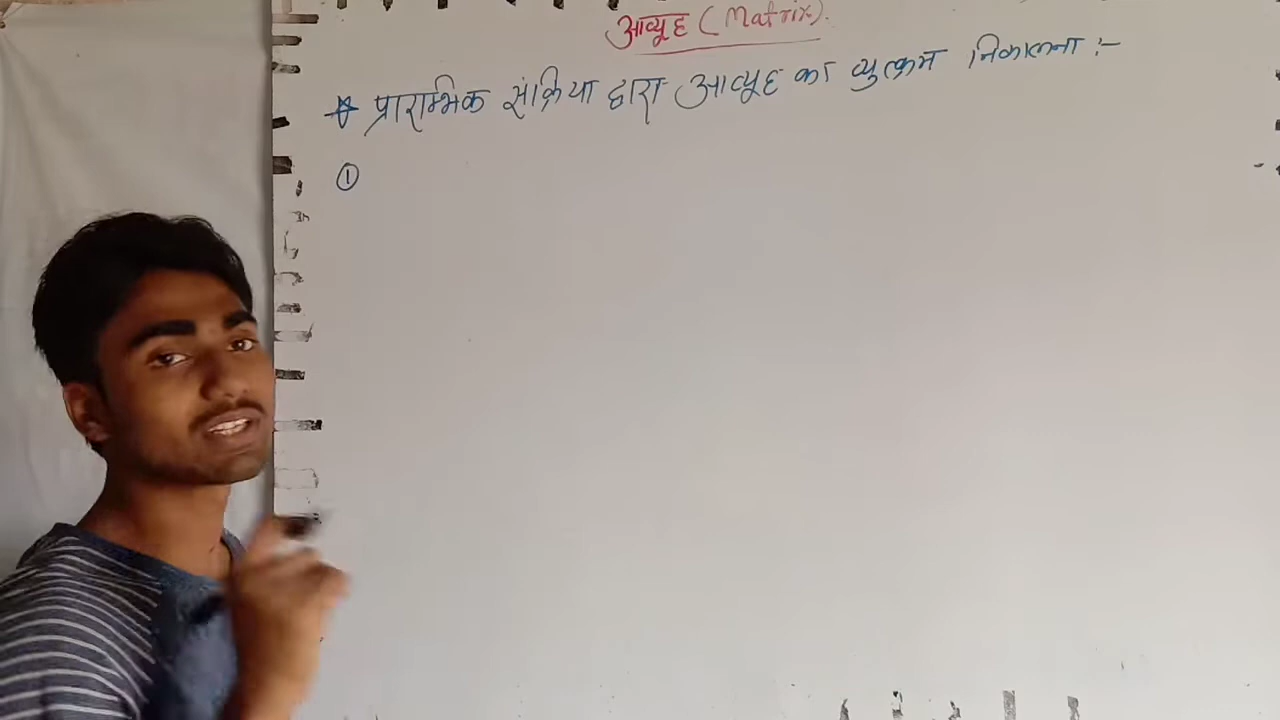 आव्यूह (Matrix).
* प्रारम्भिक संक्रिया द्वारा आव्यूह का व्युत्क्रम निकालना :-
①